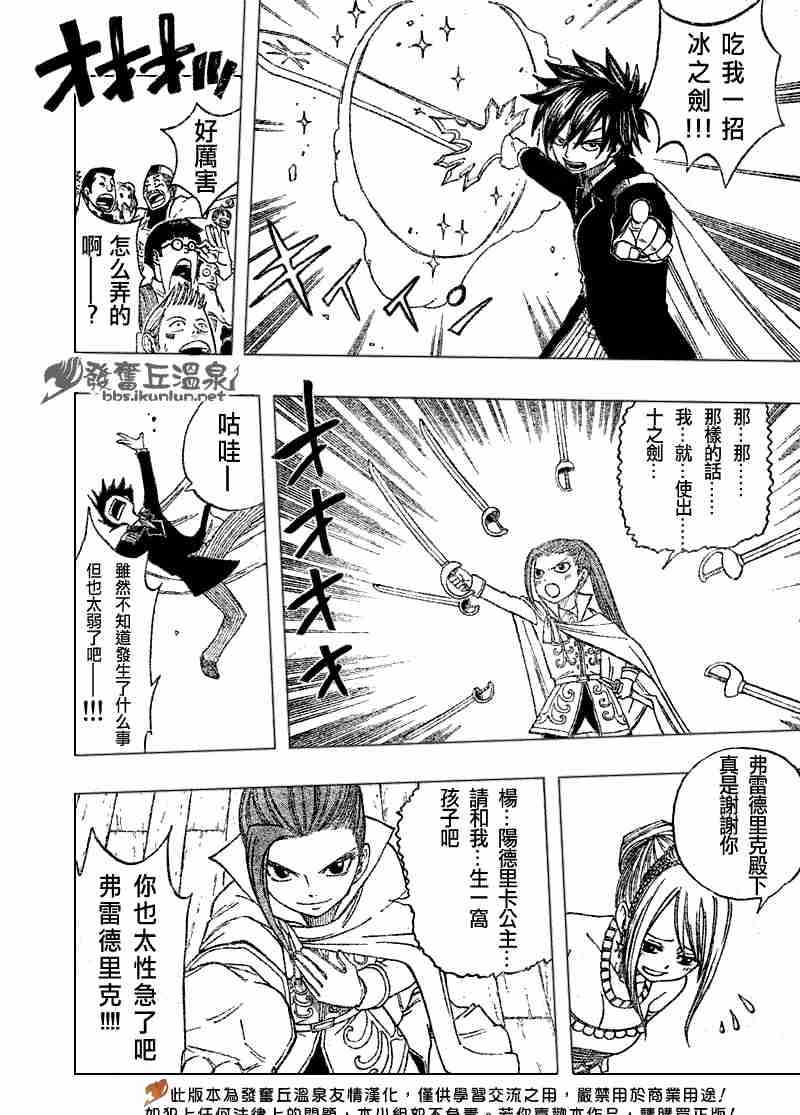 吃我一招
冰之劍!!!
オオオオッ
好厲害
怎么弄的
啊——?
發奮丘溫泉
bbs.ikunlun.net
那…那…
那樣的話……
我…就…使出…
十之劍……
咕哇—
雖然不知道發生了什么事
但也太弱了吧——!!!
弗雷德里克殿下
真是謝謝你
楊…陽德里卡公主…
請和我…生一窩
孩子吧
你也太性急了吧
弗雷德里克!!!!
此版本為發奮丘溫泉友情漢化，僅供學習交流之用，嚴禁用於商業用途!